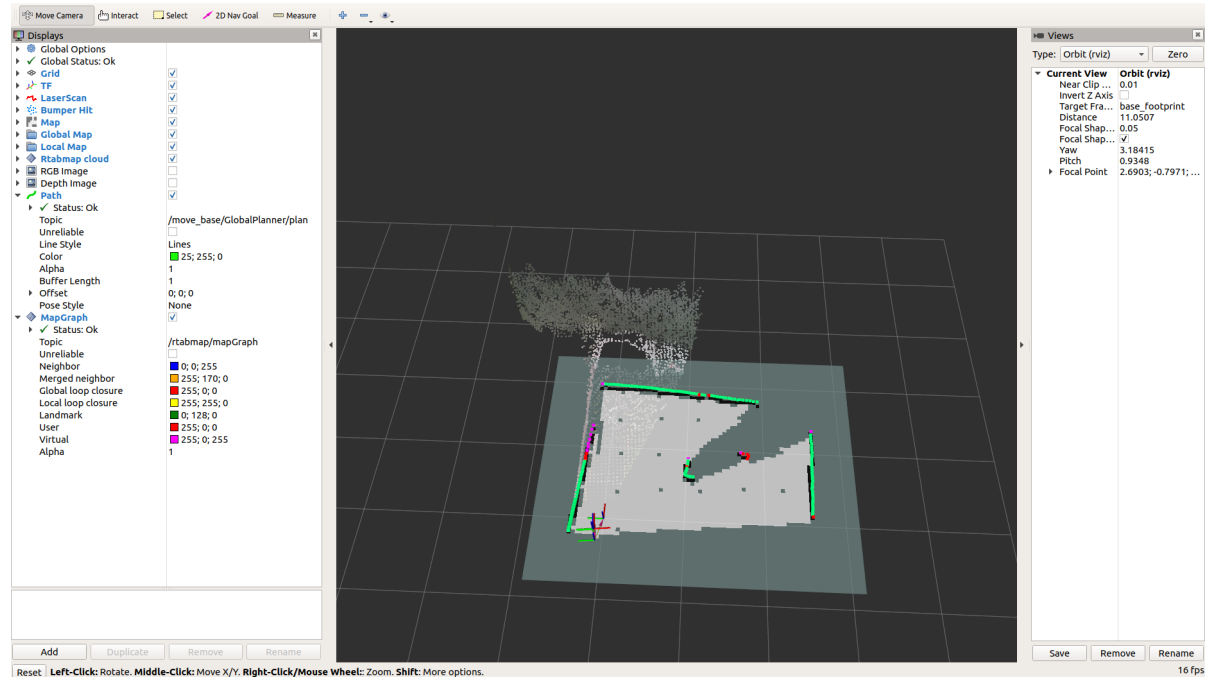 Move Camera Interact Select 2D Nav Goal Measure
Displays
Global Options
Global Status: Ok
Grid
TF
LaserScan
Bumper Hit
Map
Global Map
Local Map
Rtabmap cloud
RGB Image
Depth Image
Path
Status: Ok
Topic /move_base/GlobalPlanner/plan
Unreliable
Line Style Lines
Color 25; 255; 0
Alpha 1
Buffer Length 1
Offset 0; 0; 0
Pose Style None
MapGraph
Status: Ok
Topic /rtabmap/mapGraph
Unreliable
Neighbor 0; 0; 255
Merged neighbor 255; 170; 0
Global loop closure 255; 0; 0
Local loop closure 255; 255; 0
Landmark 0; 128; 0
User 255; 0; 0
Virtual 255; 0; 255
Alpha 1
Add Duplicate Remove Rename
Views
Type: Orbit (rviz) Zero
Current View Orbit (rviz)
Near Clip ... 0.01
Invert Z Axis
Target Fra... base_footprint
Distance 11.0507
Focal Shap... 0.05
Focal Shap...
Yaw 3.18415
Pitch 0.9348
Focal Point 2.6903; -0.7971; ...
Save Remove Rename
Reset Left-Click: Rotate. Middle-Click: Move X/Y. Right-Click/Mouse Wheel:: Zoom. Shift: More options. 16 fps